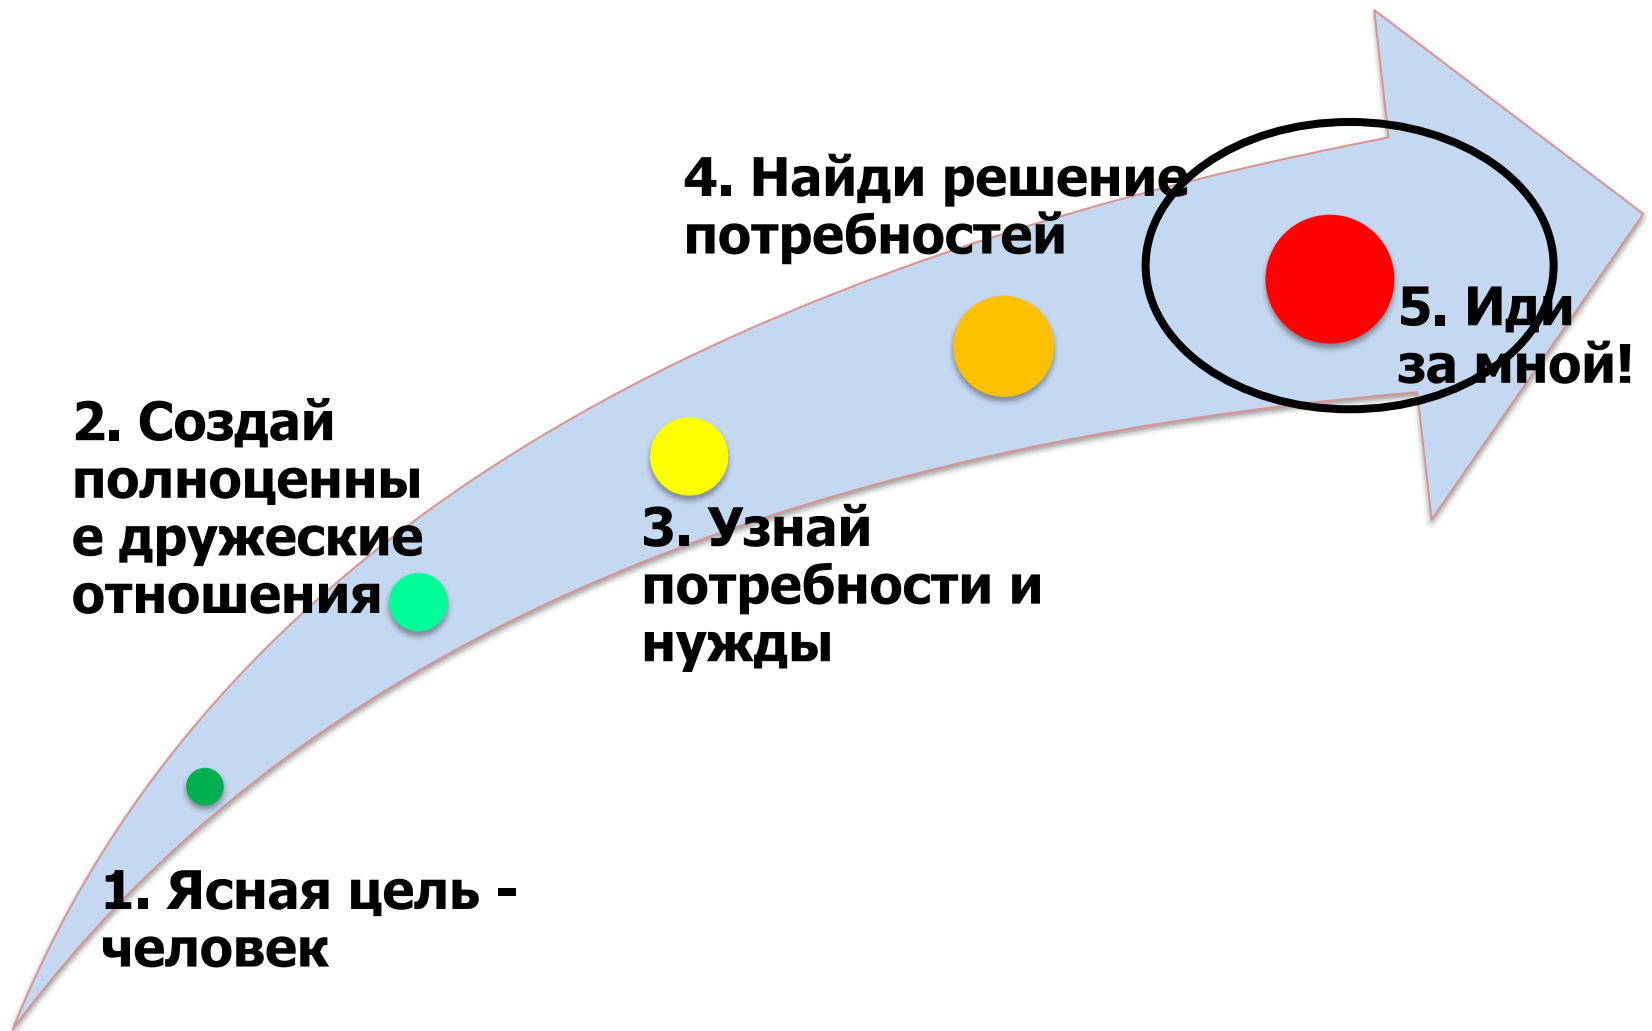 1. Ясная цель -
человек
2. Создай
полноценны
е дружеские
отношения
3. Узнай
потребности и
нужды
4. Найди решение
потребностей
5. Иди
за мной!